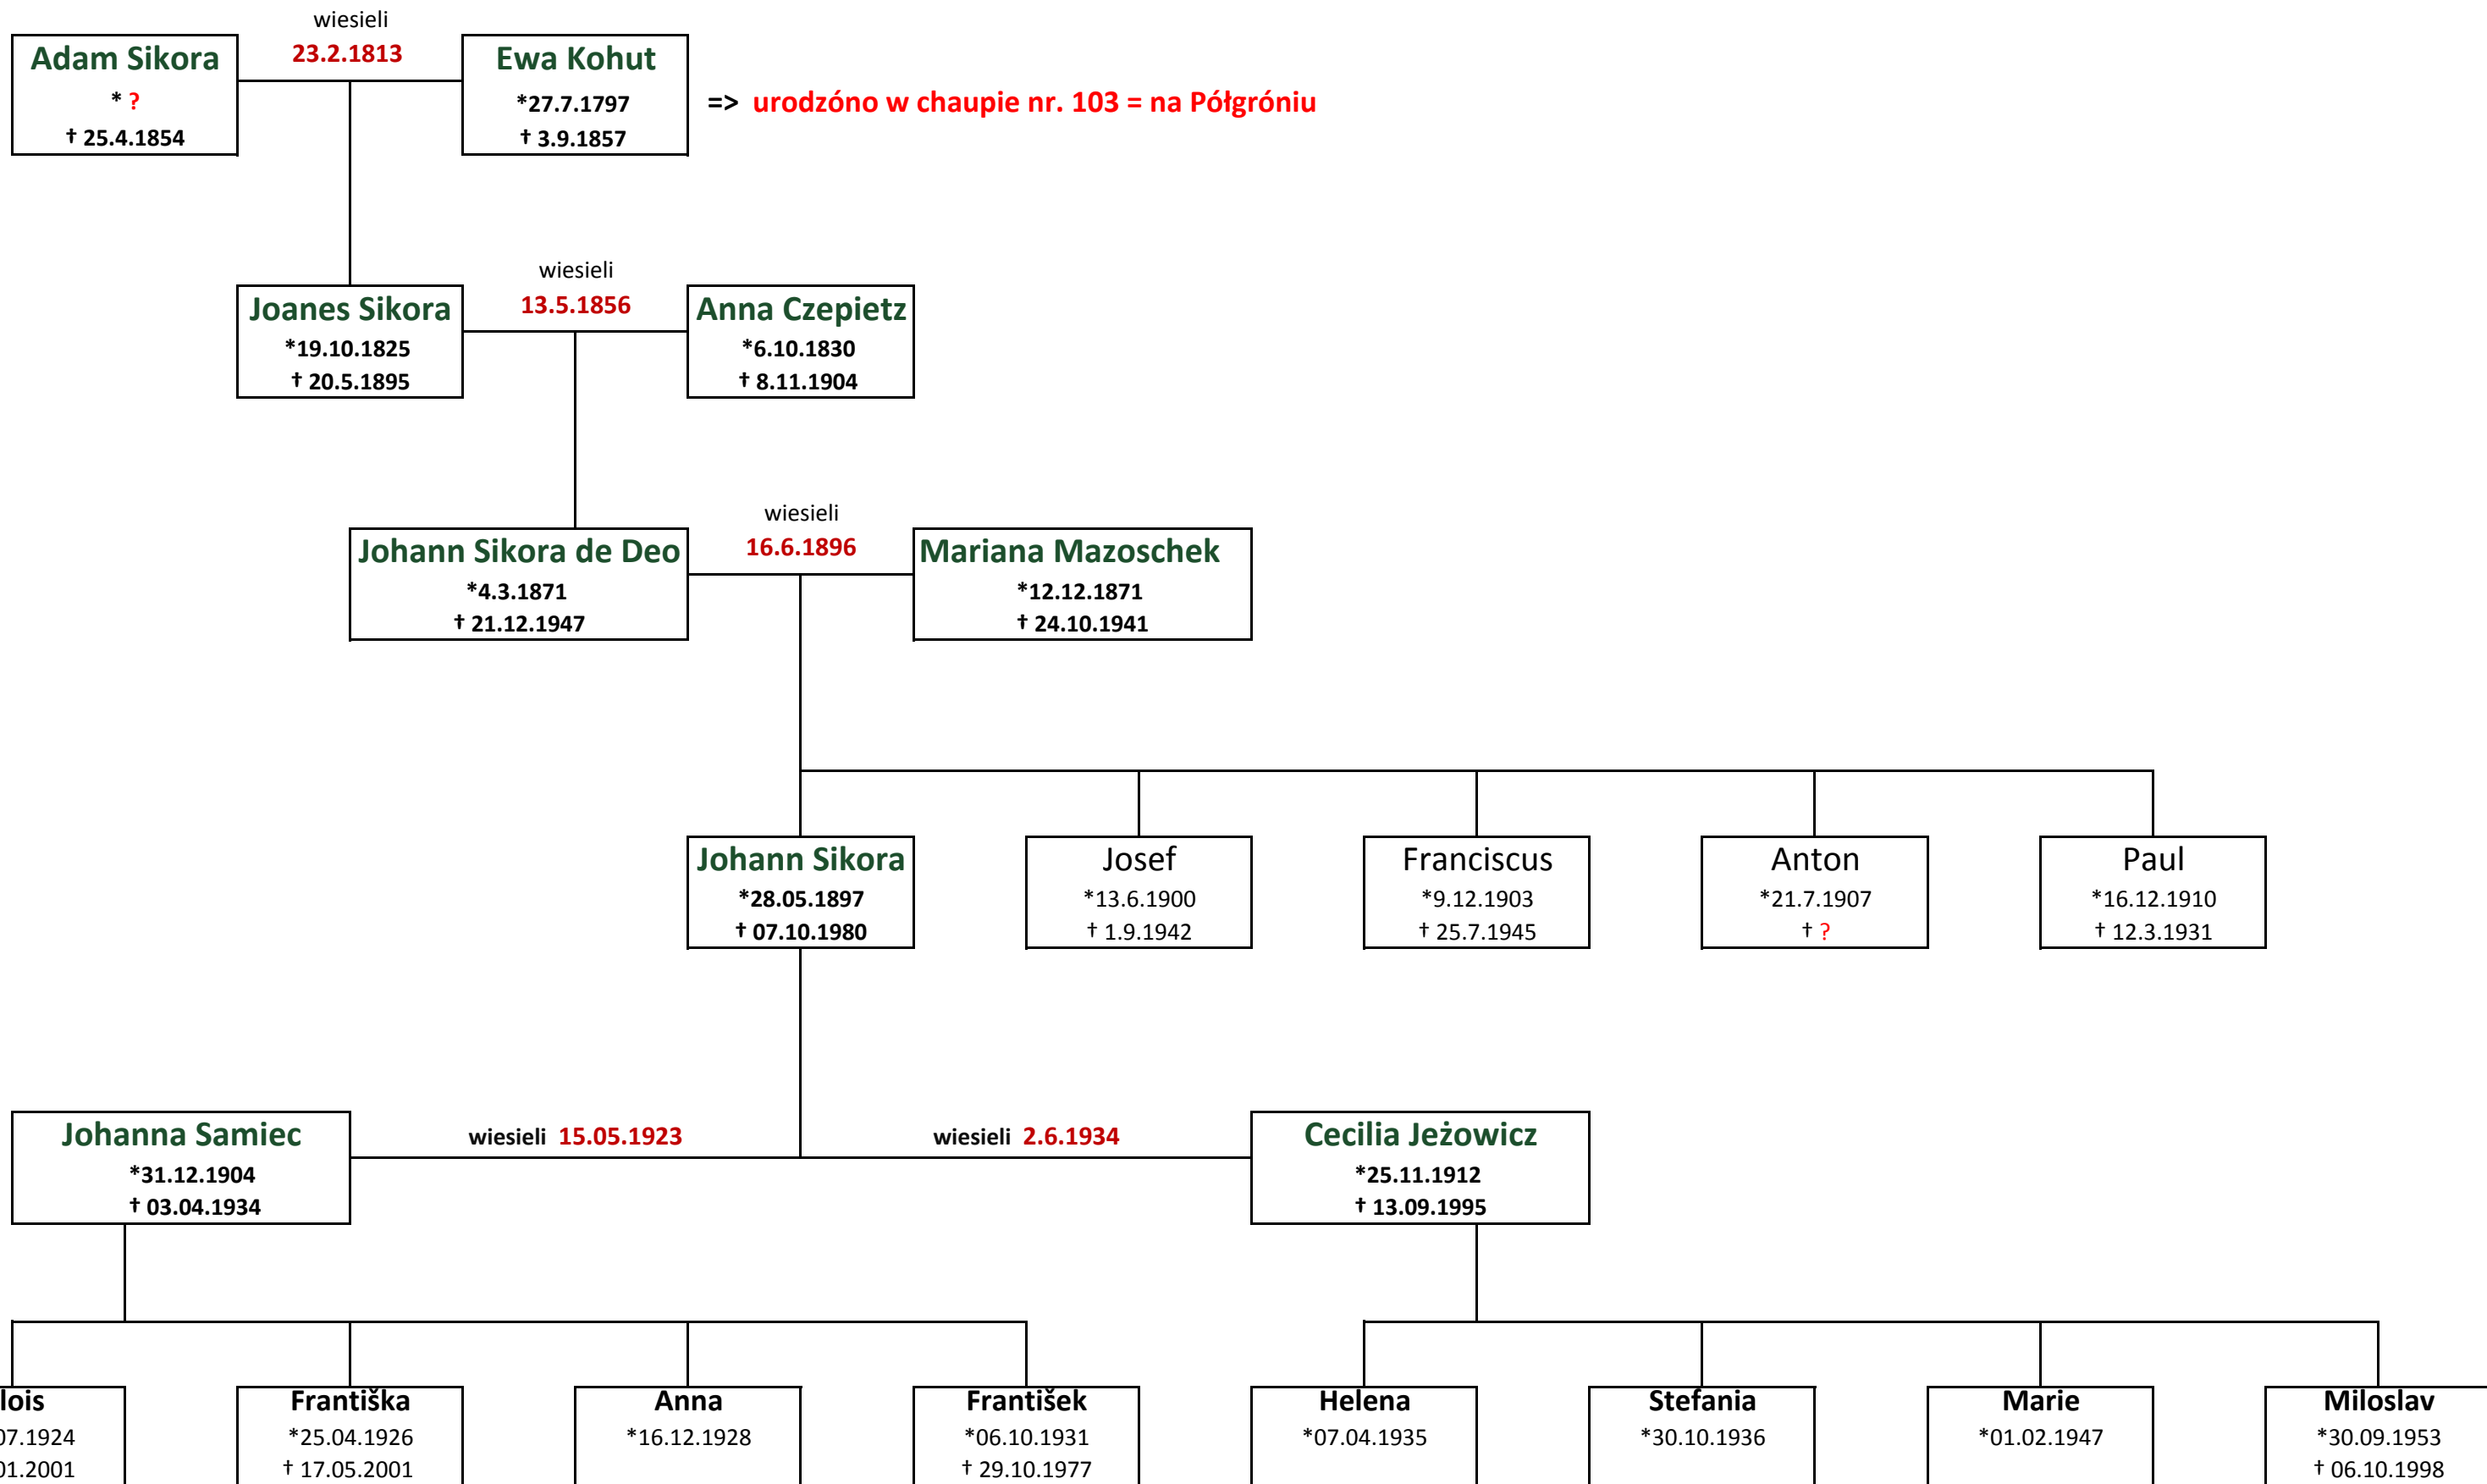 wiesieli
Adam Sikora
23.2.1813
Ewa Kohut
* ?
*27.7.1797
=> urodzóno w chaupie nr. 103 = na Półgróniu
† 25.4.1854
† 3.9.1857
wiesieli
Joanes Sikora
13.5.1856
Anna Czepietz
*19.10.1825
*6.10.1830
† 20.5.1895
† 8.11.1904
wiesieli
Johann Sikora de Deo
16.6.1896
Mariana Mazoschek
*4.3.1871
*12.12.1871
† 21.12.1947
† 24.10.1941
Johann Sikora
*28.05.1897
† 07.10.1980
Josef
*13.6.1900
† 1.9.1942
Franciscus
*9.12.1903
† 25.7.1945
Anton
*21.7.1907
† ?
Paul
*16.12.1910
† 12.3.1931
Johanna Samiec
*31.12.1904
† 03.04.1934
wiesieli 15.05.1923
wiesieli 2.6.1934
Cecilia Jeżowicz
*25.11.1912
† 13.09.1995
lois
07.1924
01.2001
Františka
*25.04.1926
† 17.05.2001
Anna
*16.12.1928
František
*06.10.1931
† 29.10.1977
Helena
*07.04.1935
Stefania
*30.10.1936
Marie
*01.02.1947
Miloslav
*30.09.1953
† 06.10.1998